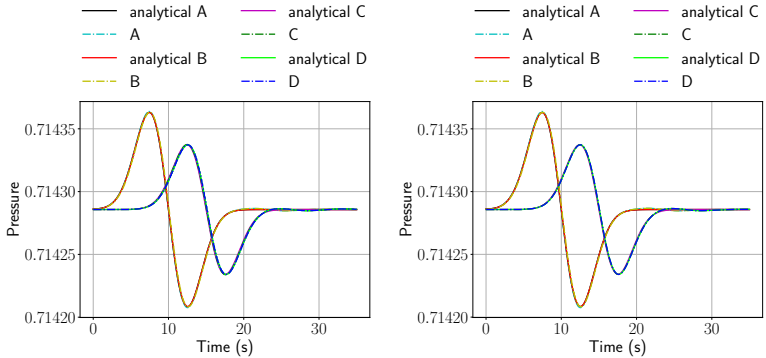 analytical A analytical C
A C
analytical B analytical D
B D
0.71435
0.71430
0.71425
0.71420
Pressure
0 10 20 30
Time (s)
analytical A analytical C
A C
analytical B analytical D
B D
0.71435
0.71430
0.71425
0.71420
Pressure
0 10 20 30
Time (s)